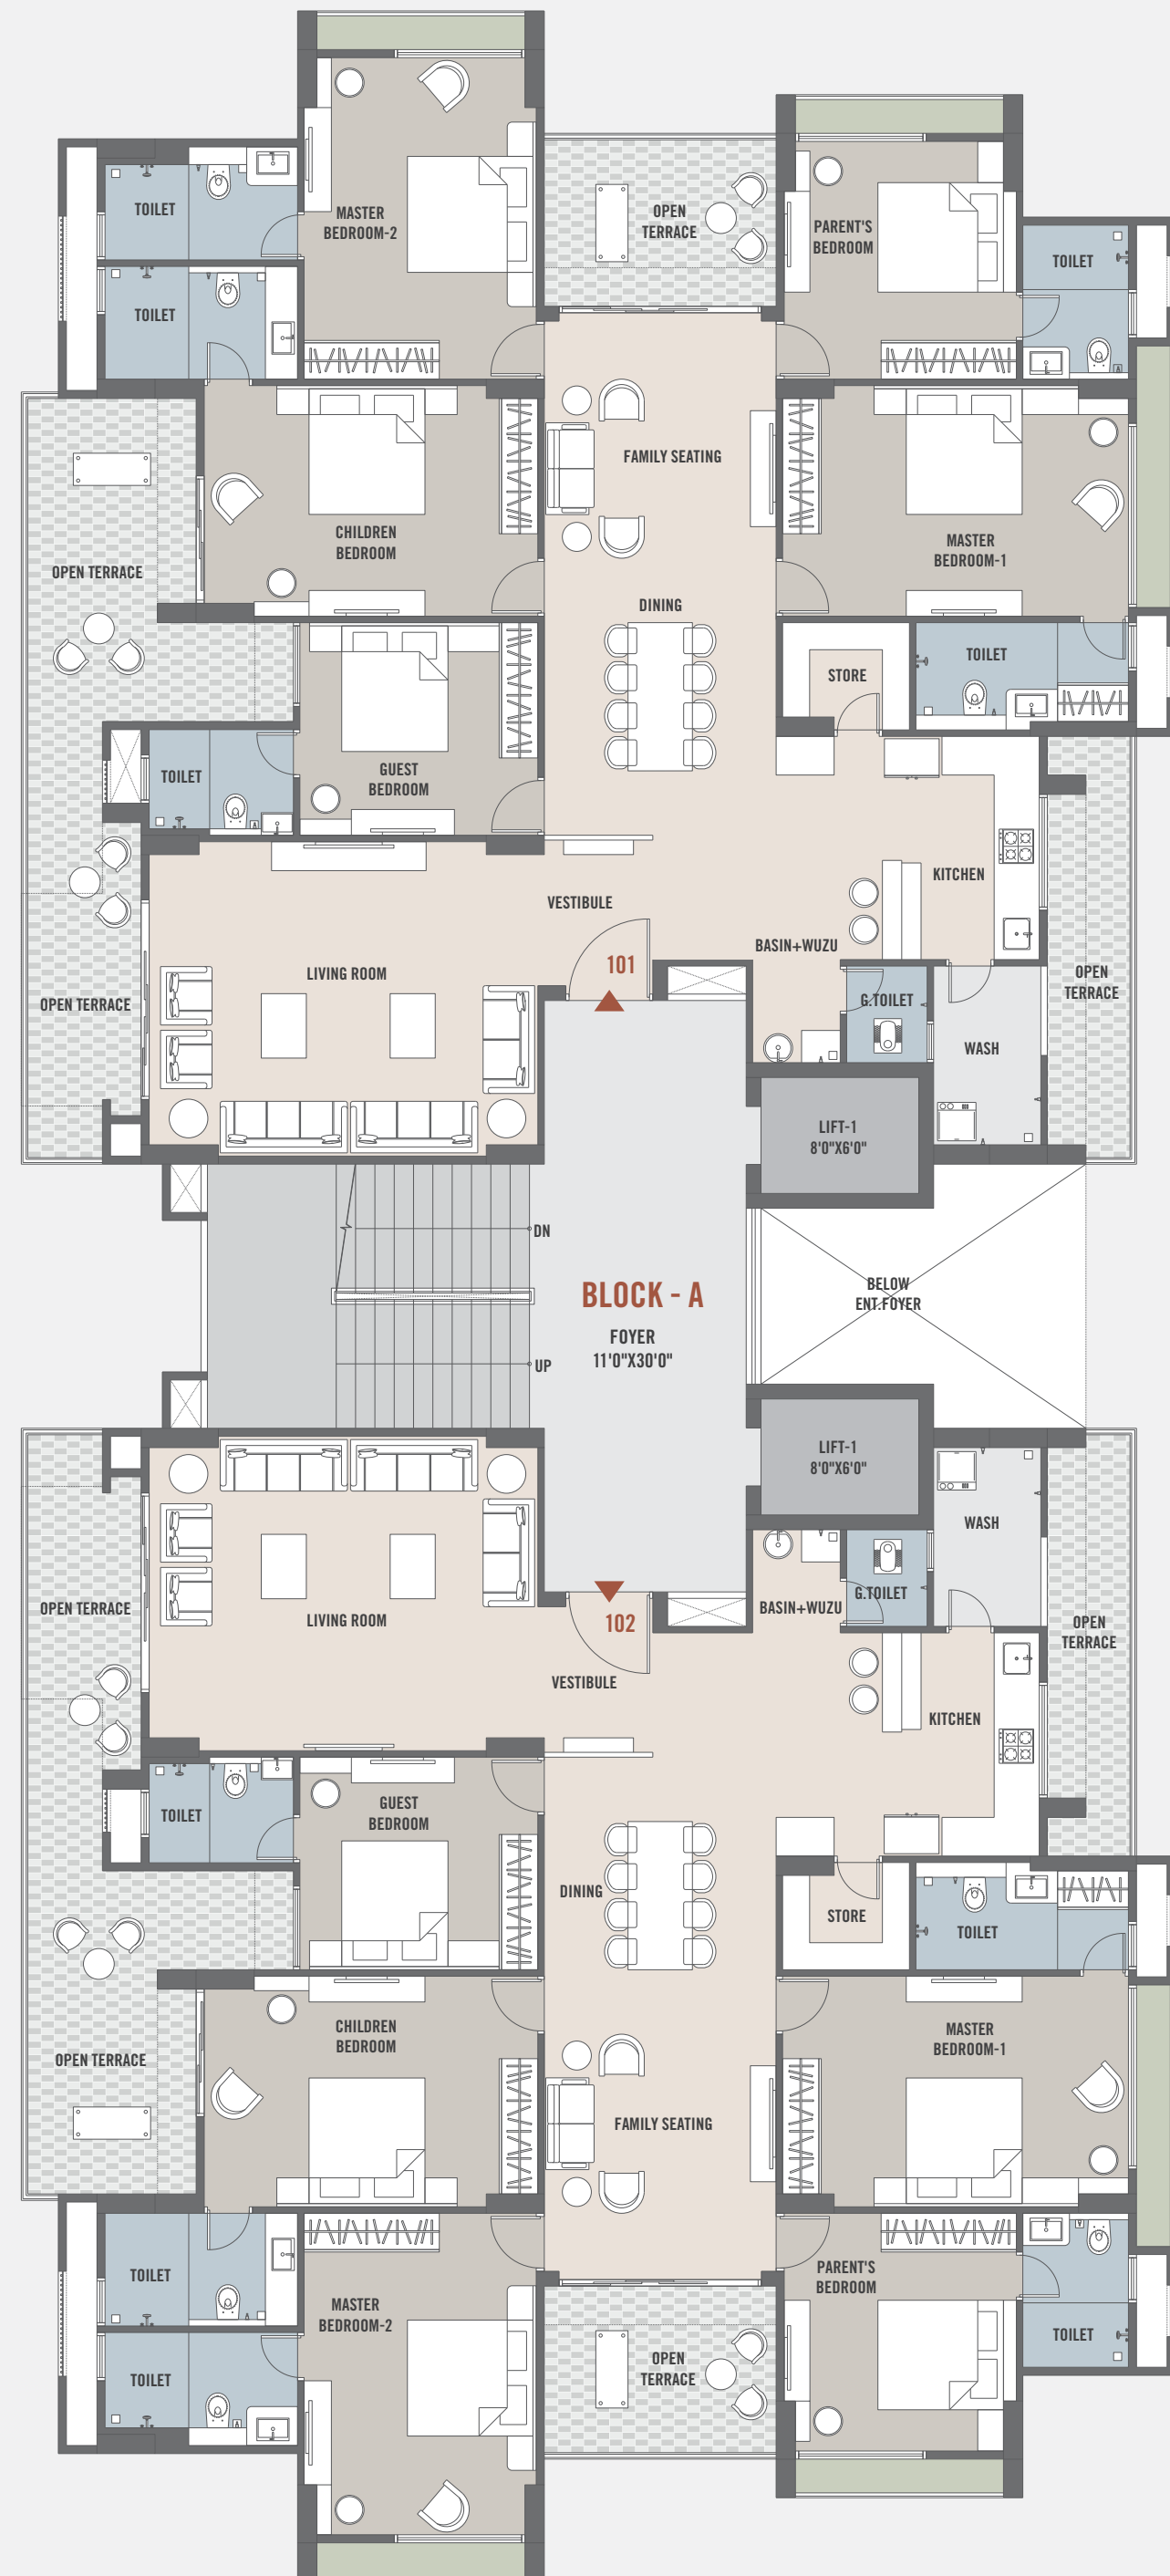 TOILET
MASTER
BEDROOM-2
OPEN
TERRACE
PARENT'S
BEDROOM
TOILET
TOILET
FAMILY SEATING
CHILDREN
BEDROOM
MASTER
BEDROOM-1
OPEN TERRACE
DINING
STORE
TOILET
TOILET
GUEST
BEDROOM
KITCHEN
VESTIBULE
BASIN+WUZU
101
LIVING ROOM
OPEN TERRACE
G.TOILET
OPEN
TERRACE
WASH
LIFT-1
8'0"X6'0"
DN
BELOW
ENT.FOYER
BLOCK - A
FOYER
11'0"X30'0"
UP
LIFT-1
8'0"X6'0"
WASH
OPEN TERRACE
LIVING ROOM
102
BASIN+WUZU
G.TOILET
OPEN
TERRACE
VESTIBULE
KITCHEN
TOILET
GUEST
BEDROOM
DINING
STORE
TOILET
OPEN TERRACE
CHILDREN
BEDROOM
MASTER
BEDROOM-1
FAMILY SEATING
TOILET
MASTER
BEDROOM-2
PARENT'S
BEDROOM
TOILET
OPEN
TERRACE
TOILET